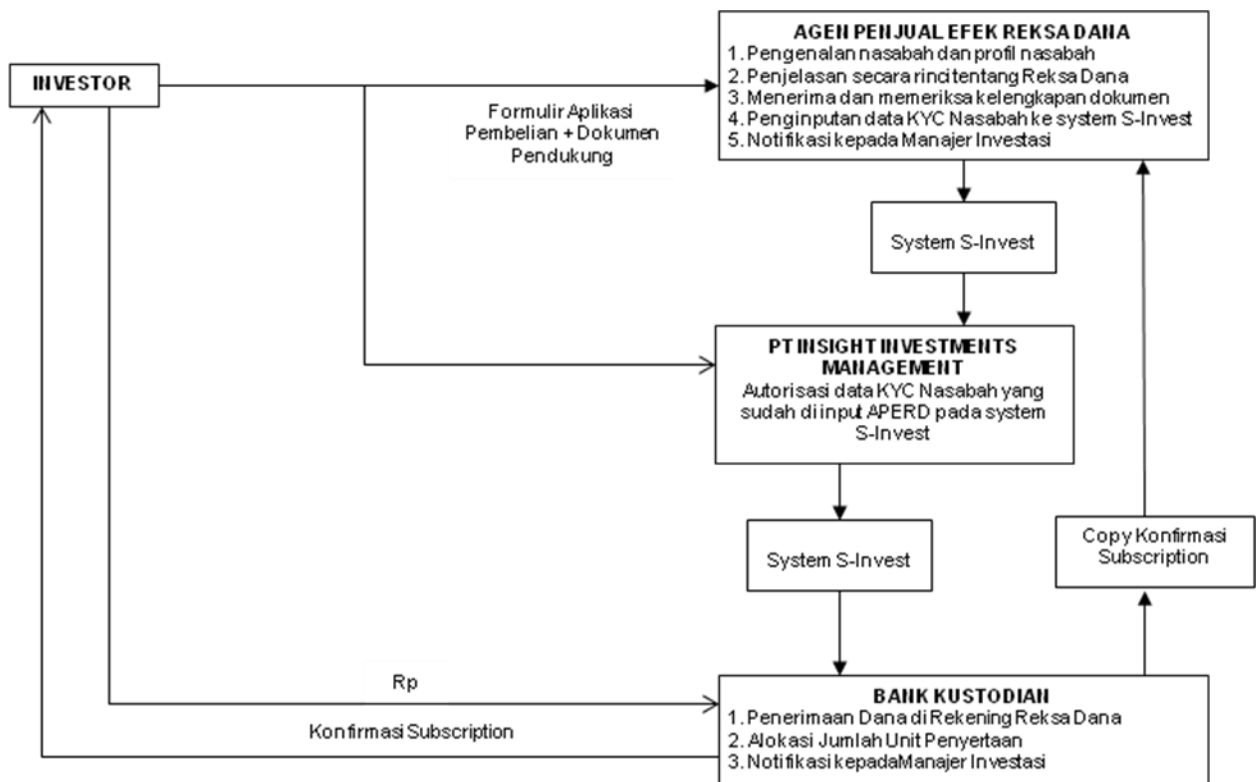 AGEN PENJUAL EFEK REKSA DANA
1. Pengenalan nasabah dan profil nasabah
2. Penjelasan secara rinci tentang Reksa Dana
3. Menerima dan memeriksa kelengkapan dokumen
4. Penginputan data KYC Nasabah ke system S-Invest
5. Notifikasi kepada Manajer Investasi
INVESTOR
Formulir Aplikasi
Pembelian + Dokumen
Pendukung
System S-Invest
PT INSIGHT INVESTMENTS
MANAGEMENT
Autorisasi data KYC Nasabah yang
sudah di input APERD pada system
S-Invest
System S-Invest
Copy Konfirmasi
Subscription
Rp
Konfirmasi Subscription
BANK KUSTODIAN
1. Penerimaan Dana di Rekening Reksa Dana
2. Alokasi Jumlah Unit Penyertaan
3. Notifikasi kepada Manajer Investasi